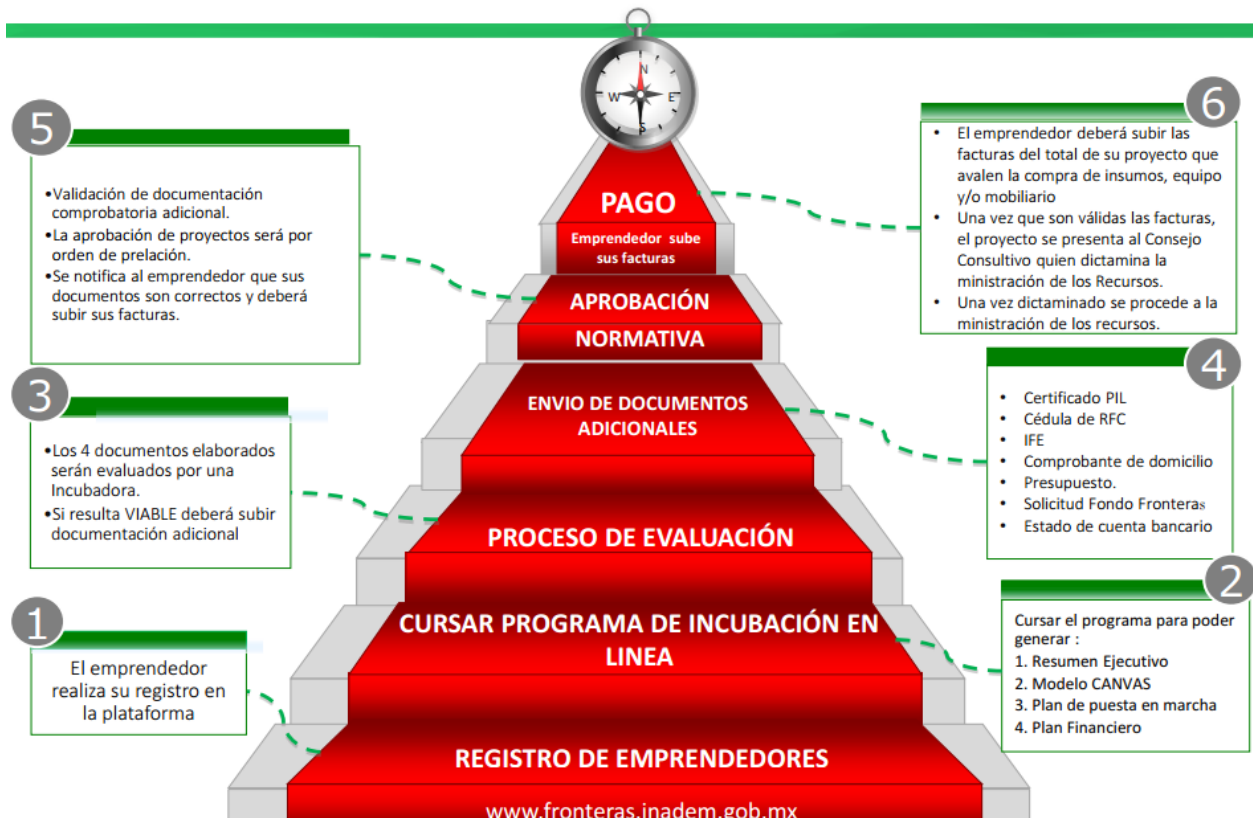 N
W
E
S
5
•Validación de documentación
comprobatoria adicional.
•La aprobación de proyectos será por
orden de prelación.
•Se notifica al emprendedor que sus
documentos son correctos y deberá
subir sus facturas.
6
• El emprendedor deberá subir las
facturas del total de su proyecto que
avalen la compra de insumos, equipo
y/o mobiliario
• Una vez que son válidas las facturas,
el proyecto se presenta al Consejo
Consultivo quien dictamina la
ministración de los Recursos.
• Una vez dictaminado se procede a la
ministración de los recursos.
PAGO
Emprendedor sube
sus facturas
APROBACIÓN
NORMATIVA
3
•Los 4 documentos elaborados
serán evaluados por una
Incubadora.
•Si resulta VIABLE deberá subir
documentación adicional
4
• Certificado PIL
• Cédula de RFC
• IFE
• Comprobante de domicilio
• Presupuesto.
• Solicitud Fondo Fronteras
• Estado de cuenta bancario
ENVIO DE DOCUMENTOS
ADICIONALES
PROCESO DE EVALUACIÓN
1
El emprendedor
realiza su registro en
la plataforma
2
Cursar el programa para poder
generar :
1. Resumen Ejecutivo
2. Modelo CANVAS
3. Plan de puesta en marcha
4. Plan Financiero
CURSAR PROGRAMA DE INCUBACIÓN EN
LINEA
REGISTRO DE EMPRENDEDORES
www.fronteras.inadem.gob.mx